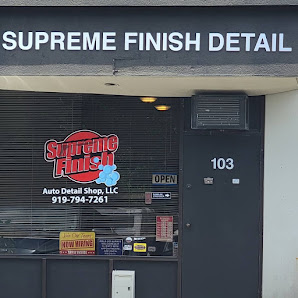 SUPREME FINISH DETAIL
Supreme
Finish
Auto Detail Shop, LLC
919-794-7261
OPEN
103
NOW HIRING